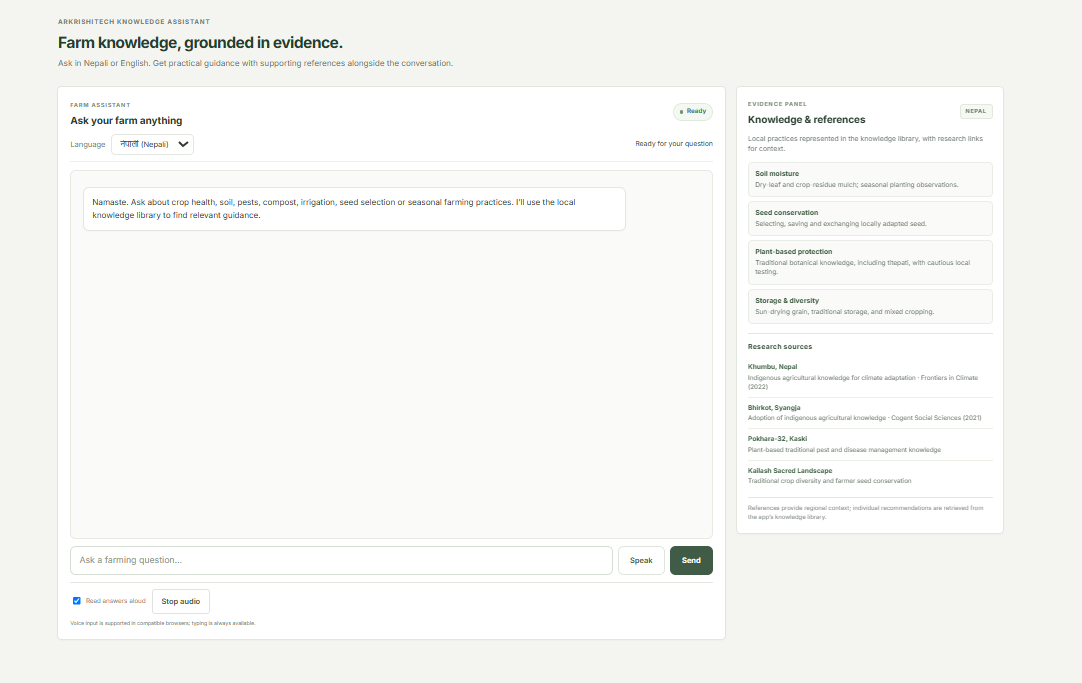 ARKRISHITECH KNOWLEDGE ASSISTANT
Farm knowledge, grounded in evidence.
Ask in Nepali or English. Get practical guidance with supporting references alongside the conversation.
FARM ASSISTANT
Ask your farm anything
Ready
Language
नेपाली (Nepali)
Ready for your question
Namaste. Ask about crop health, soil, pests, compost, irrigation, seed selection or seasonal farming practices. I'll use the local
knowledge library to find relevant guidance.
Ask a farming question...
Speak
Send
Read answers aloud
Stop audio
Voice input is supported in compatible browsers; typing is always available.
EVIDENCE PANEL
Knowledge & references
NEPAL
Local practices represented in the knowledge library, with research links
for context.
Soil moisture
Dry-leaf and crop-residue mulch; seasonal planting observations.
Seed conservation
Selecting, saving and exchanging locally adapted seed.
Plant-based protection
Traditional botanical knowledge, including titepati, with cautious local
testing.
Storage & diversity
Sun-drying grain, traditional storage, and mixed cropping.
Research sources
Khumbu, Nepal
Indigenous agricultural knowledge for climate adaptation · Frontiers in Climate
(2022)
Bhirkot, Syangja
Adoption of indigenous agricultural knowledge · Cogent Social Sciences (2021)
Pokhara-32, Kaski
Plant-based traditional pest and disease management knowledge
Kailash Sacred Landscape
Traditional crop diversity and farmer seed conservation
References provide regional context; individual recommendations are retrieved from
the app's knowledge library.